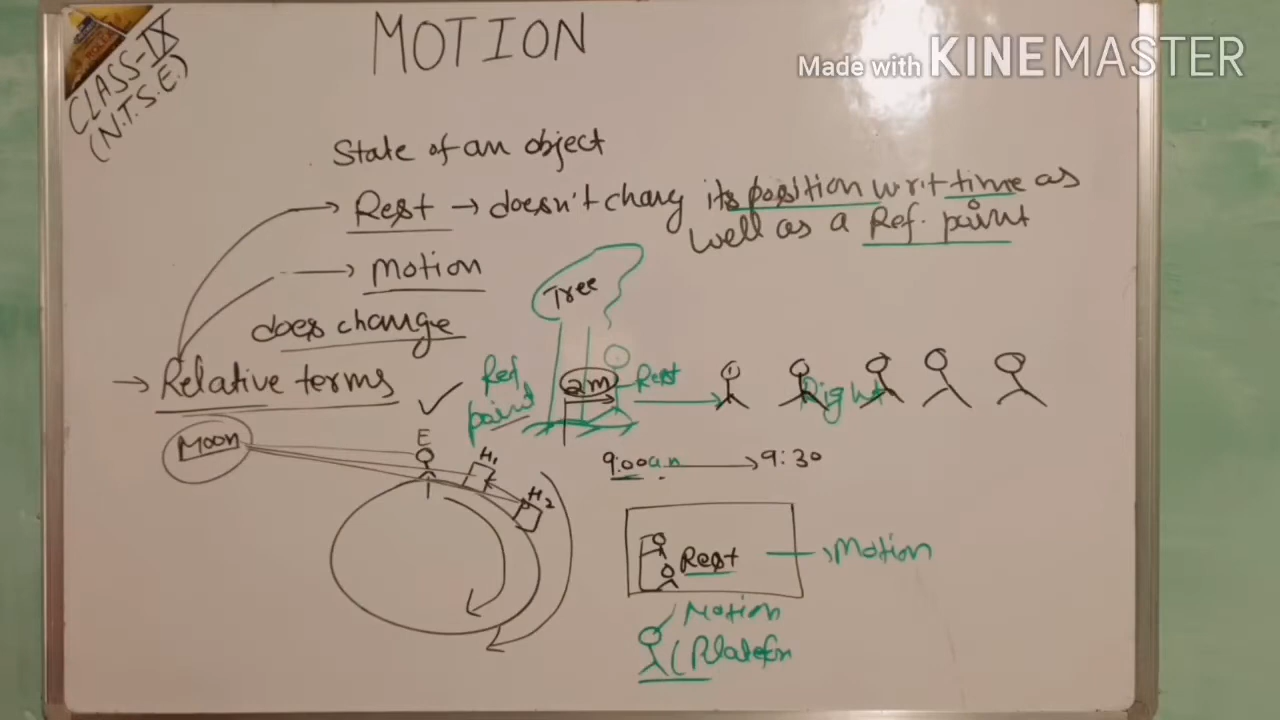 MOTION
Made with KINEMASTER
CLASS-IX
(N.T.S.E.)
State of an object
Rest → doesn't chang its position w.r.t time as
well as a Ref. point
Motion
does change
→ Relative terms
Tree
Ref.
point
2m
Rest
Right
Moon
E
H1
H2
9:00 a.m → 9:30
Rest → Motion
Motion